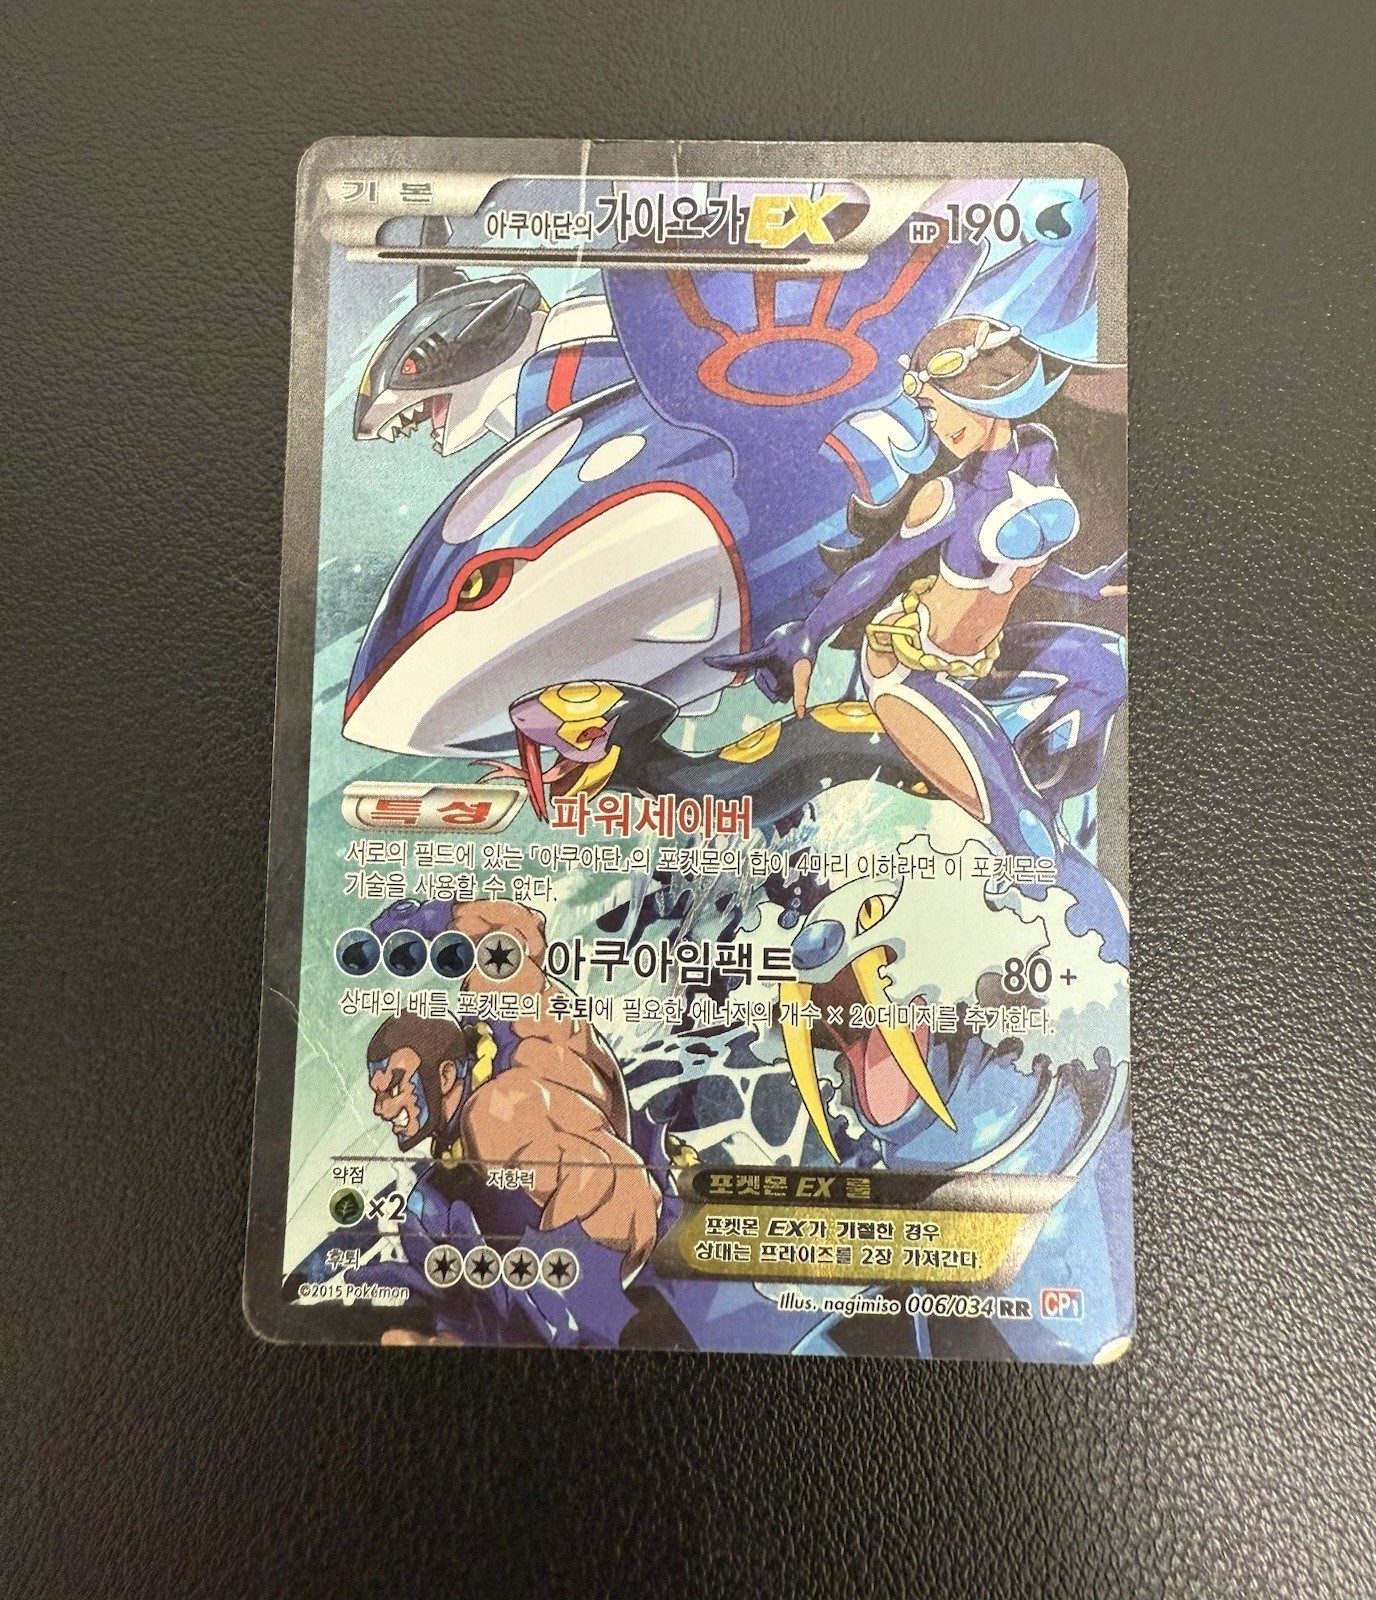 기본
아쿠아단의가이오가EX HP190
특성 파워세이버
서로의 필드에 있는 「아쿠아단」의 포켓몬의 합이 4마리 이하라면 이 포켓몬은
기술을 사용할 수 없다.
아쿠아임팩트 80+
상대의 배틀 포켓몬의 후퇴에 필요한 에너지의 개수 × 20데미지를 추가한다.
약점 저항력
×2
포켓몬 EX 룰
포켓몬 EX가 기절한 경우
상대는 프라이즈를 2장 가져간다.
후퇴
©2015 Pokémon
Illus. nagimiso 006/034 RR CP1